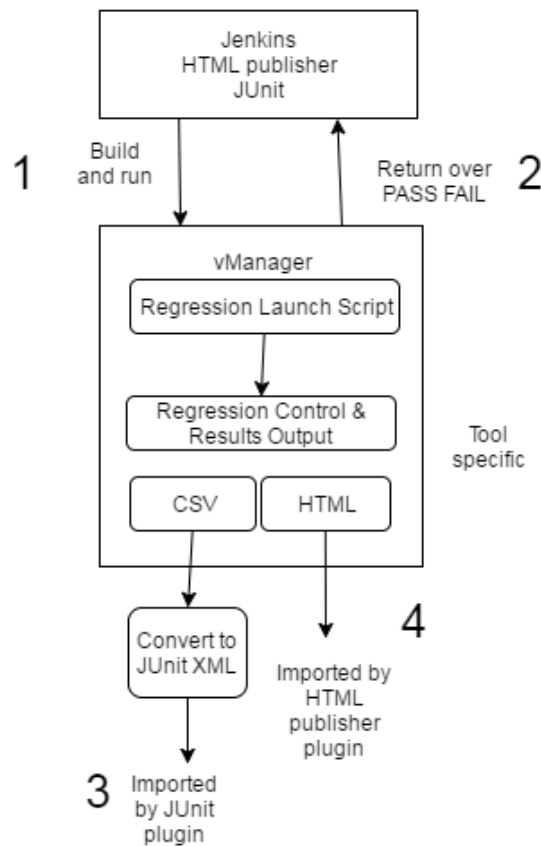 Jenkins
HTML publisher
JUnit
1
Build
and run
Return over
PASS FAIL
2
vManager
Regression Launch Script
Regression Control &
Results Output
Tool
specific
CSV
HTML
Convert to
JUnit XML
4
Imported by
HTML
publisher
plugin
3
Imported
by JUnit
plugin